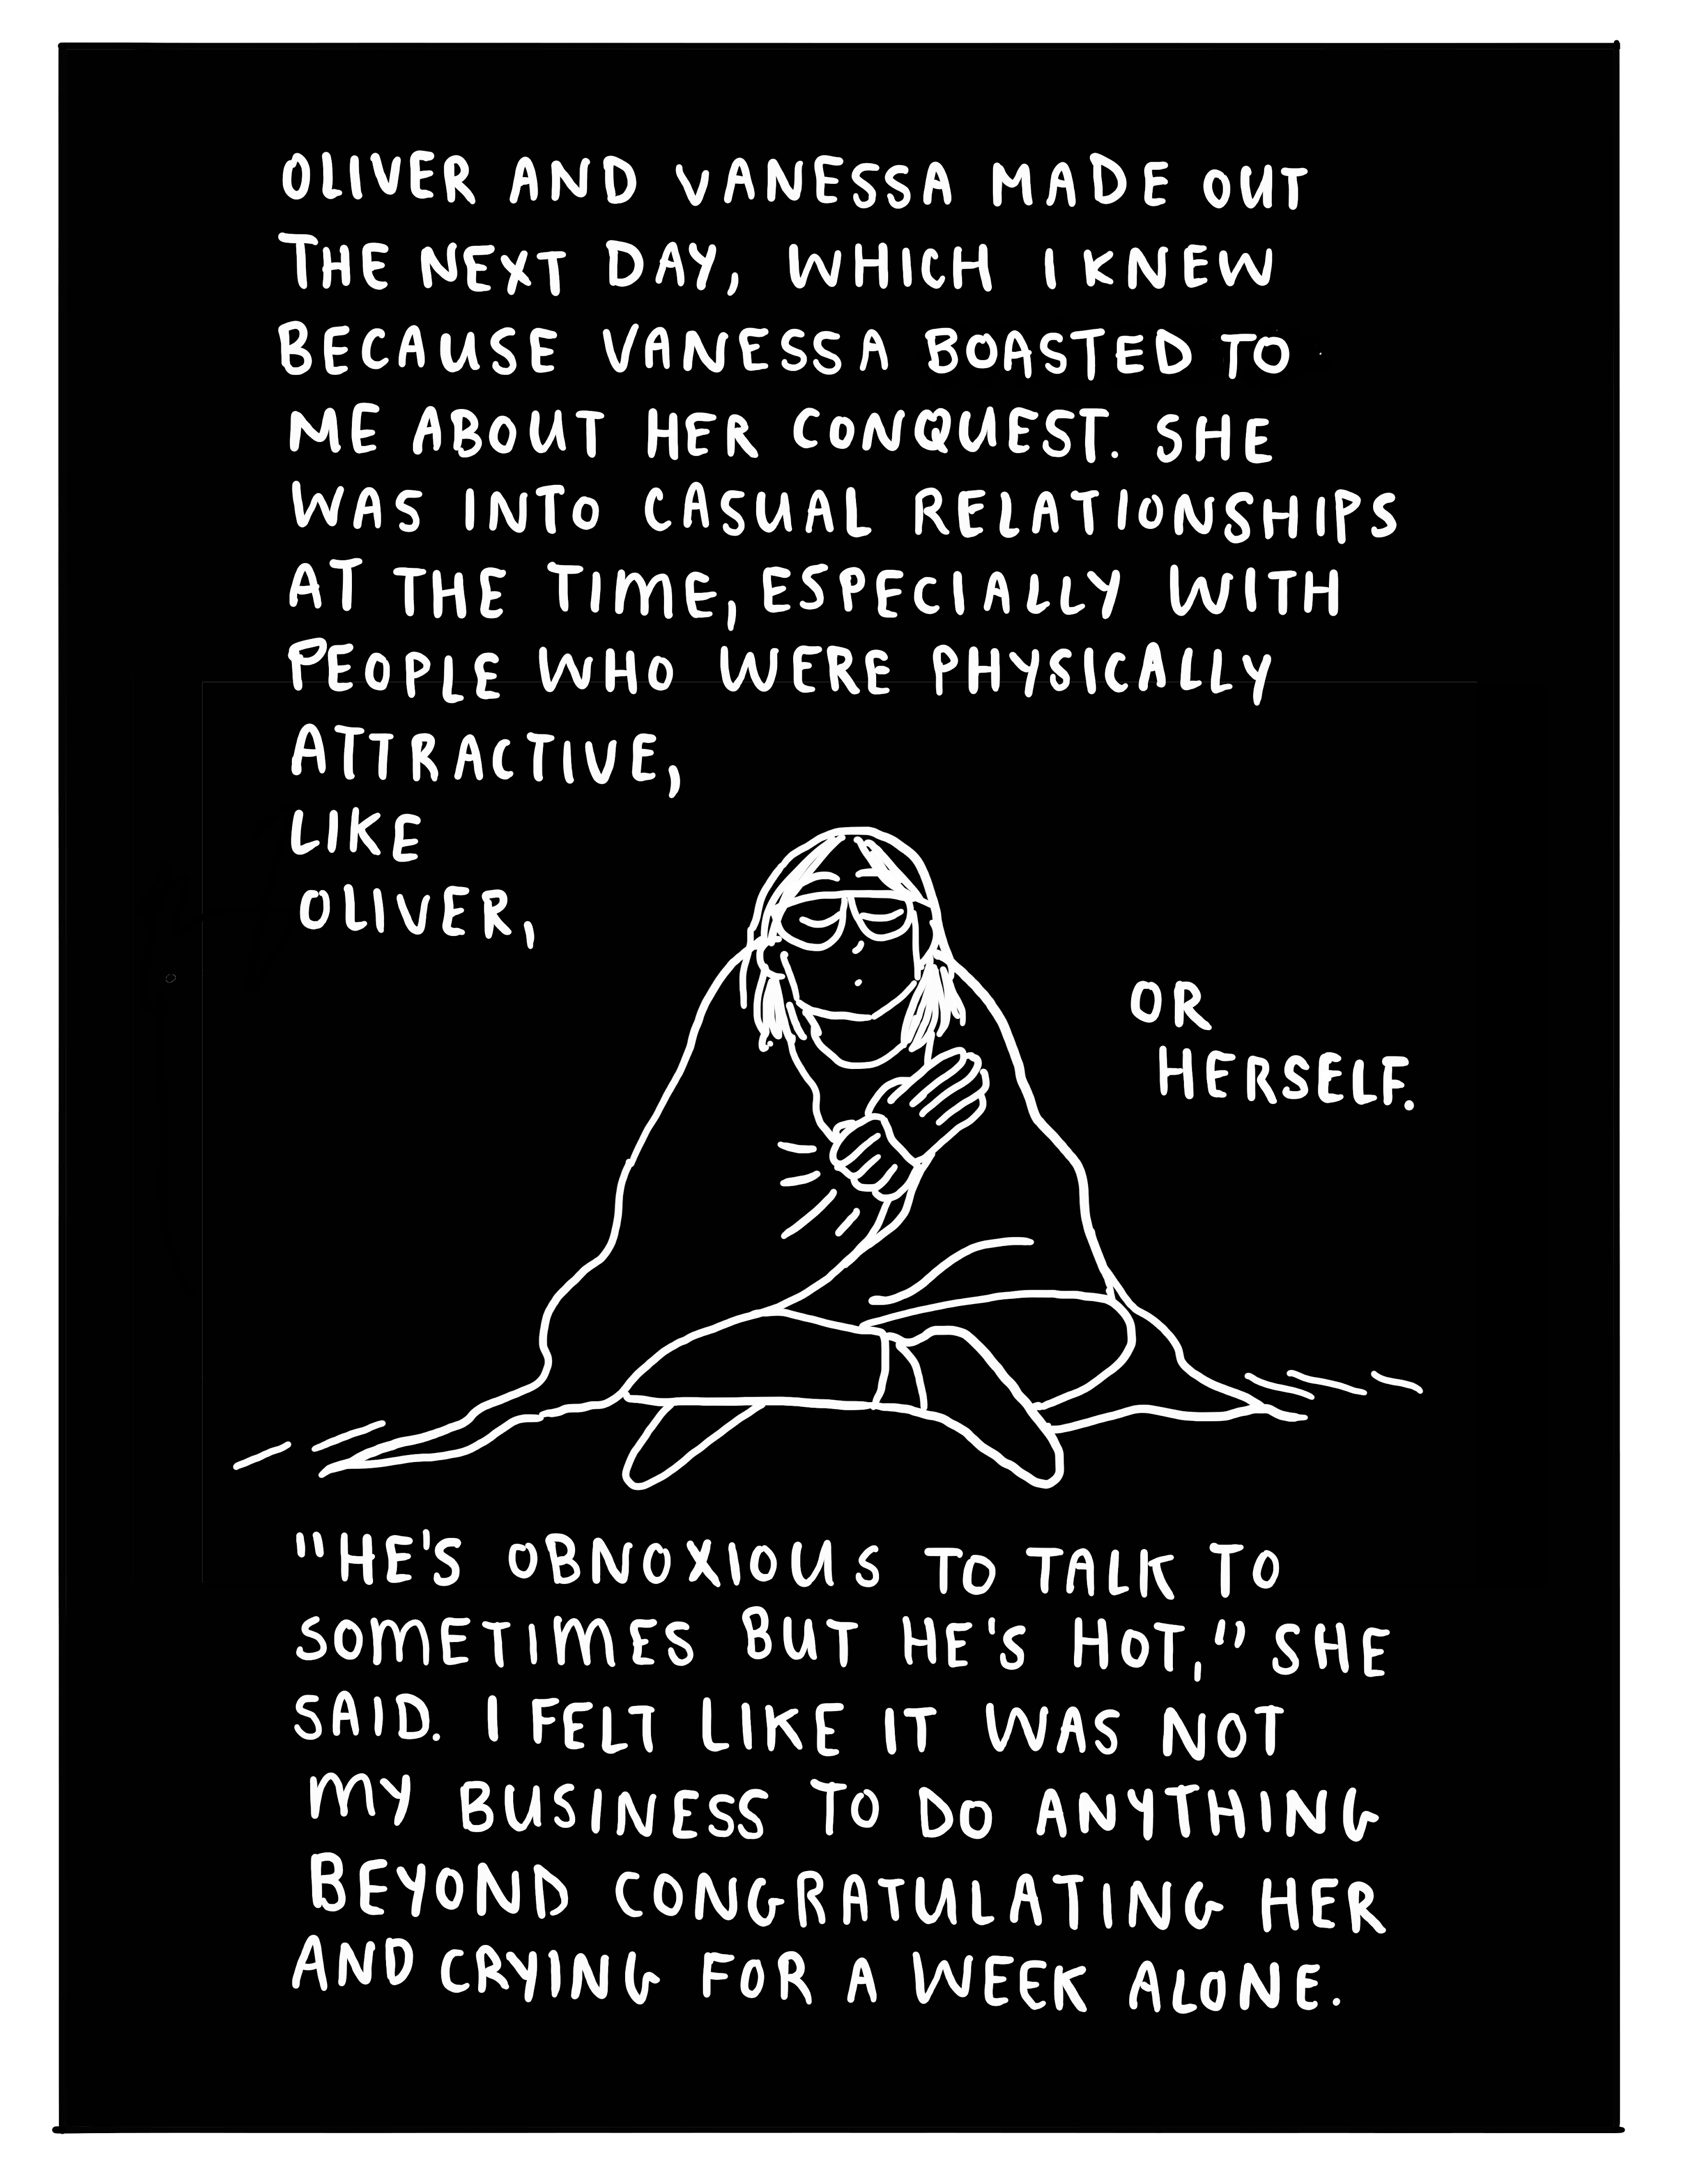 OLIVER AND VANESSA MADE OUT
THE NEXT DAY, WHICH I KNEW
BECAUSE VANESSA BOASTED TO
ME ABOUT HER CONQUEST. SHE
WAS INTO CASUAL RELATIONSHIPS
AT THE TIME, ESPECIALLY WITH
PEOPLE WHO WERE PHYSICALLY
ATTRACTIVE,
LIKE
OLIVER,
OR
HERSELF.
"HE'S OBNOXIOUS TO TALK TO
SOMETIMES BUT HE'S HOT," SHE
SAID. I FELT LIKE IT WAS NOT
MY BUSINESS TO DO ANYTHING
BEYOND CONGRATULATING HER
AND CRYING FOR A WEEK ALONE.